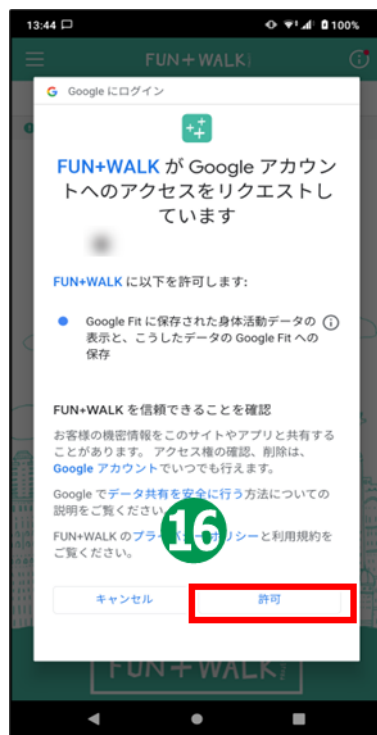 13:44
100%
FUN+WALK
Google にログイン
FUN+WALK が Google アカウン
トへのアクセスをリクエストし
ています
FUN+WALK に以下を許可します:
Google Fit に保存された身体活動データの
表示と、こうしたデータの Google Fit への
保存
FUN+WALK を信頼できることを確認
お客様の機密情報をこのサイトやアプリと共有する
ことがあります。 アクセス権の確認、削除は、
Google アカウントでいつでも行えます。
Google でデータ共有を安全に行う方法についての
説明をご覧ください。
16
FUN+WALK のプライバシー ポリシーと利用規約を
ご覧ください。
キャンセル
許可
FUN+WALK